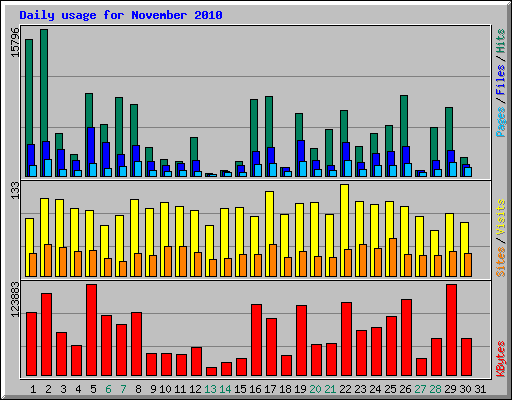 Daily usage for November 2010
15796
Pages / Files / Hits
133
Sites / Visits
123883
KBytes
1 2 3 4 5 6 7 8 9 10 11 12 13 14 15 16 17 18 19 20 21 22 23 24 25 26 27 28 29 30 31